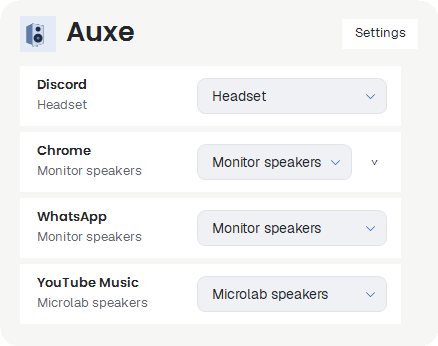 Auxe
Settings
Discord
Headset
Headset
Chrome
Monitor speakers
Monitor speakers
v
WhatsApp
Monitor speakers
Monitor speakers
YouTube Music
Microlab speakers
Microlab speakers